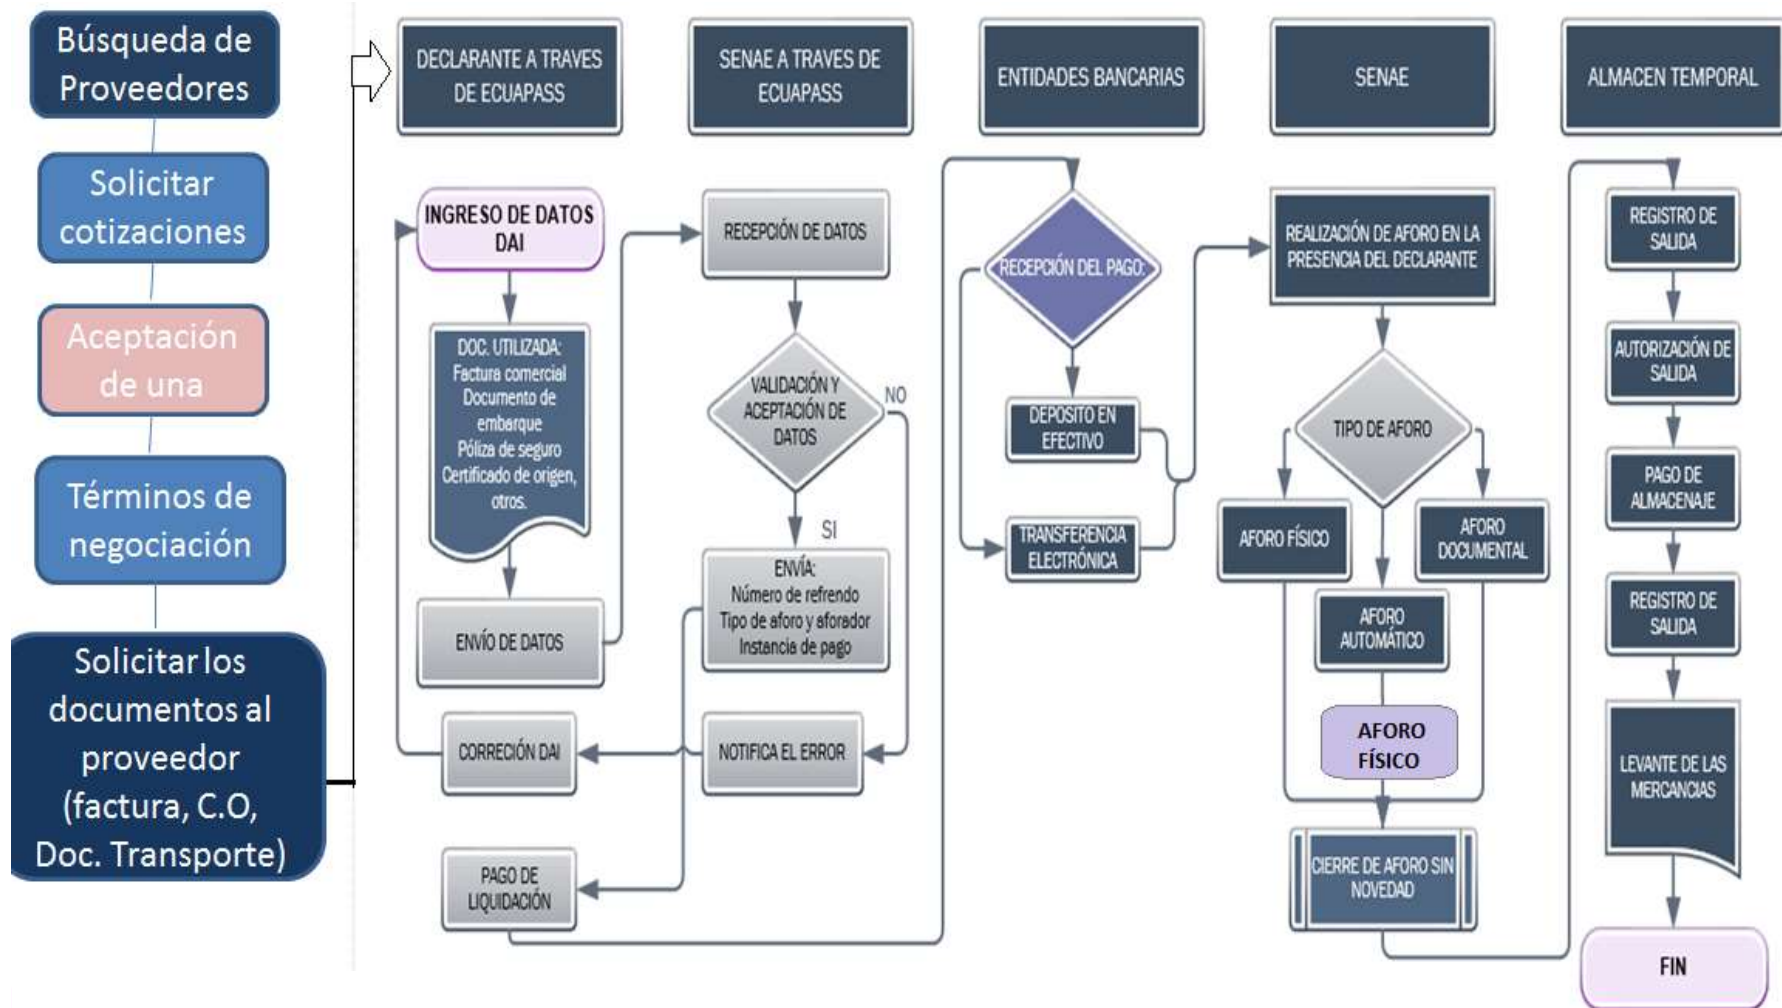 Búsqueda de
Proveedores
Solicitar
cotizaciones
Aceptación
de una
Términos de
negociación
Solicitar los
documentos al
proveedor
(factura, C.O,
Doc. Transporte)
DECLARANTE A TRAVES
DE ECUAPASS
INGRESO DE DATOS
DAI
DOC. UTILIZADA:
Factura comercial
Documento de
embarque
Póliza de seguro
Certificado de origen,
otros.
ENVÍO DE DATOS
CORRECIÓN DAI
PAGO DE
LIQUIDACIÓN
SENAE A TRAVES DE
ECUAPASS
RECEPCIÓN DE DATOS
VALIDACIÓN Y
ACEPTACIÓN DE
DATOS
NO
SI
ENVÍA:
Número de refrendo
Tipo de aforo y aforador
Instancia de pago
NOTIFICA EL ERROR
ENTIDADES BANCARIAS
RECEPCIÓN DEL PAGO:
DEPOSITO EN
EFECTIVO
TRANSFERENCIA
ELECTRÓNICA
SENAE
REALIZACIÓN DE AFORO EN LA
PRESENCIA DEL DECLARANTE
TIPO DE AFORO
AFORO FÍSICO
AFORO
DOCUMENTAL
AFORO
AUTOMÁTICO
AFORO
FÍSICO
CIERRE DE AFORO SIN
NOVEDAD
ALMACEN TEMPORAL
REGISTRO DE
SALIDA
AUTORIZACIÓN DE
SALIDA
PAGO DE
ALMACENAJE
REGISTRO DE
SALIDA
LEVANTE DE LAS
MERCANCIAS
FIN